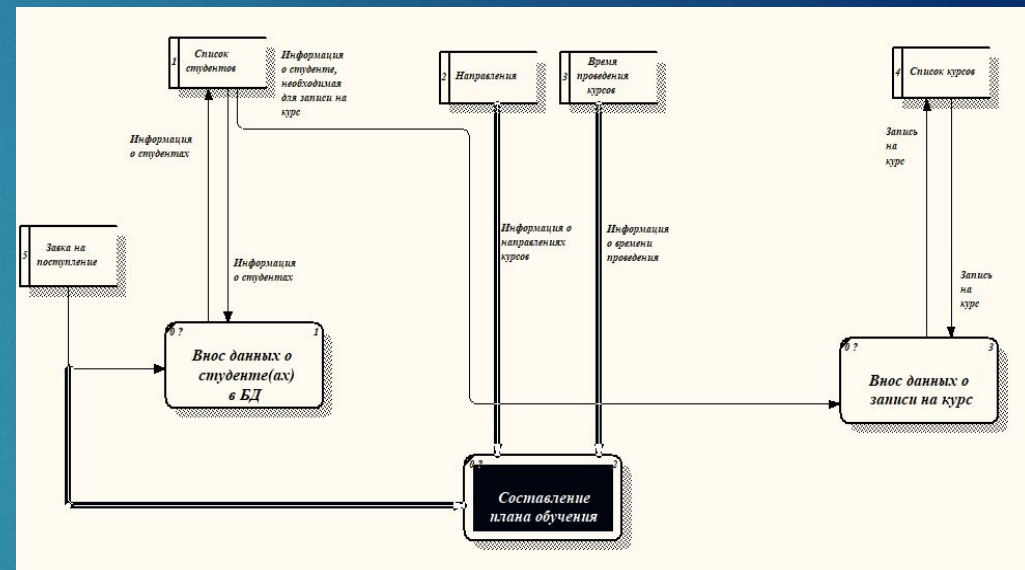 1
Список
студентов
Информация
о студенте,
необходимая
для записи на
курс
2
Направления
3
Время
проведения
курсов
4
Список курсов
Информация
о студентах
Запись
на
курс
5
Завка на
поступление
Информация
о студентах
Информация о
направлениях
курсов
Информация
о времени
проведения
Запись
на
курс
0 ?
1
Внос данных о
студенте(ах)
в БД
0 ?
3
Внос данных о
записи на курс
0 ?
2
Составление
плана обучения